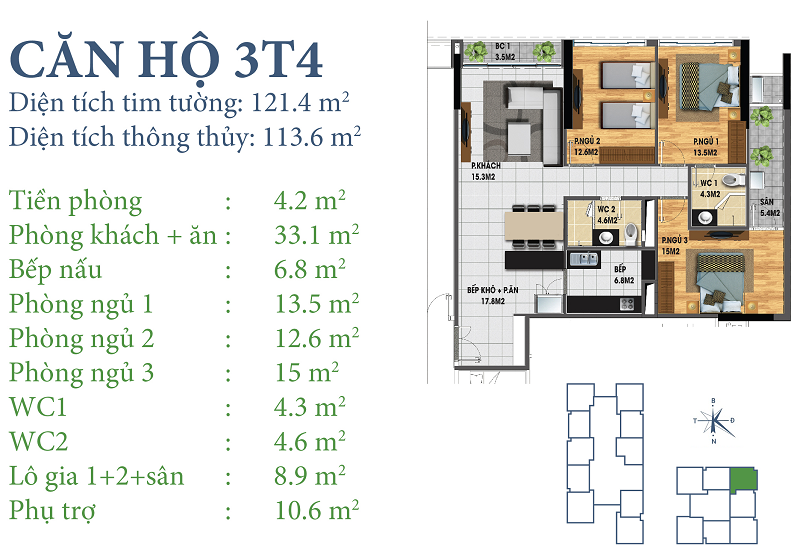 CĂN HỘ 3T4
Diện tích tim tường: 121.4 m²
Diện tích thông thủy: 113.6 m²
Tiền phòng : 4.2 m²
Phòng khách + ăn : 33.1 m²
Bếp nấu : 6.8 m²
Phòng ngủ 1 : 13.5 m²
Phòng ngủ 2 : 12.6 m²
Phòng ngủ 3 : 15 m²
WC1 : 4.3 m²
WC2 : 4.6 m²
Lô gia 1+2+sân : 8.9 m²
Phụ trợ : 10.6 m²
BC 1
3.5M²
P.NGỦ 2
12.6M²
P.NGỦ 1
13.5M²
P.KHÁCH
15.3M²
WC 1
4.3M²
SÂN
5.4M²
WC 2
4.6M²
P.NGỦ 3
15M²
BẾP
6.8M²
BẾP KHÔ + P.ĂN
17.8M²
B
T
Đ
N